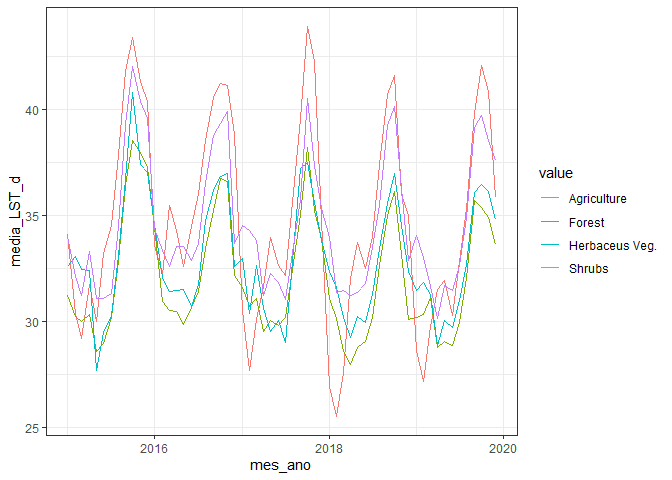 value
Agriculture
Forest
Herbaceus Veg.
Shrubs
media_LST_d
40
35
30
25
2016
2018
2020
mes_ano